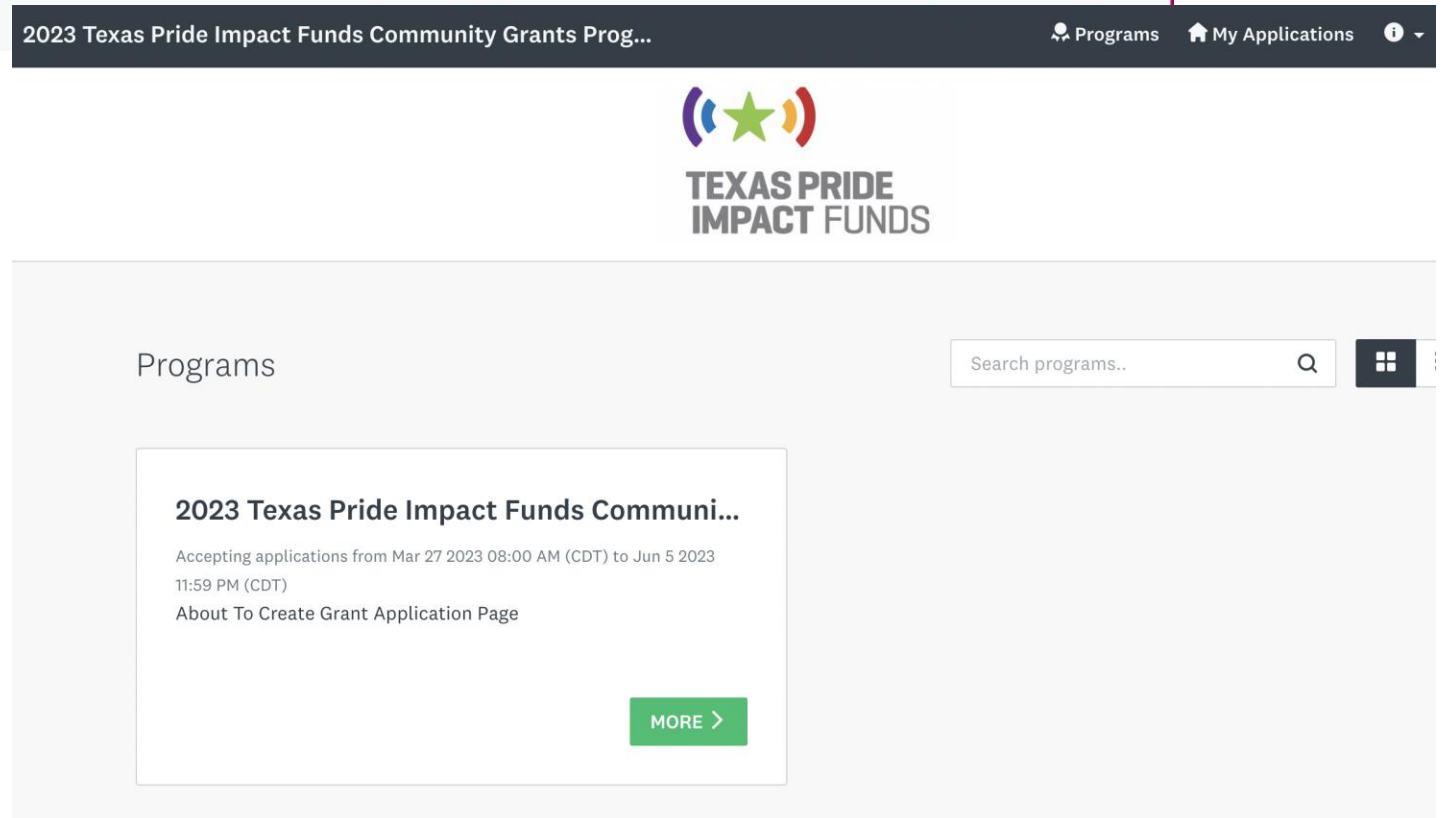 2023 Texas Pride Impact Funds Community Grants Prog...
Programs
My Applications
TEXAS PRIDE
IMPACT FUNDS
Programs
Search programs..
2023 Texas Pride Impact Funds Communi...
Accepting applications from Mar 27 2023 08:00 AM (CDT) to Jun 5 2023
11:59 PM (CDT)
About To Create Grant Application Page
MORE